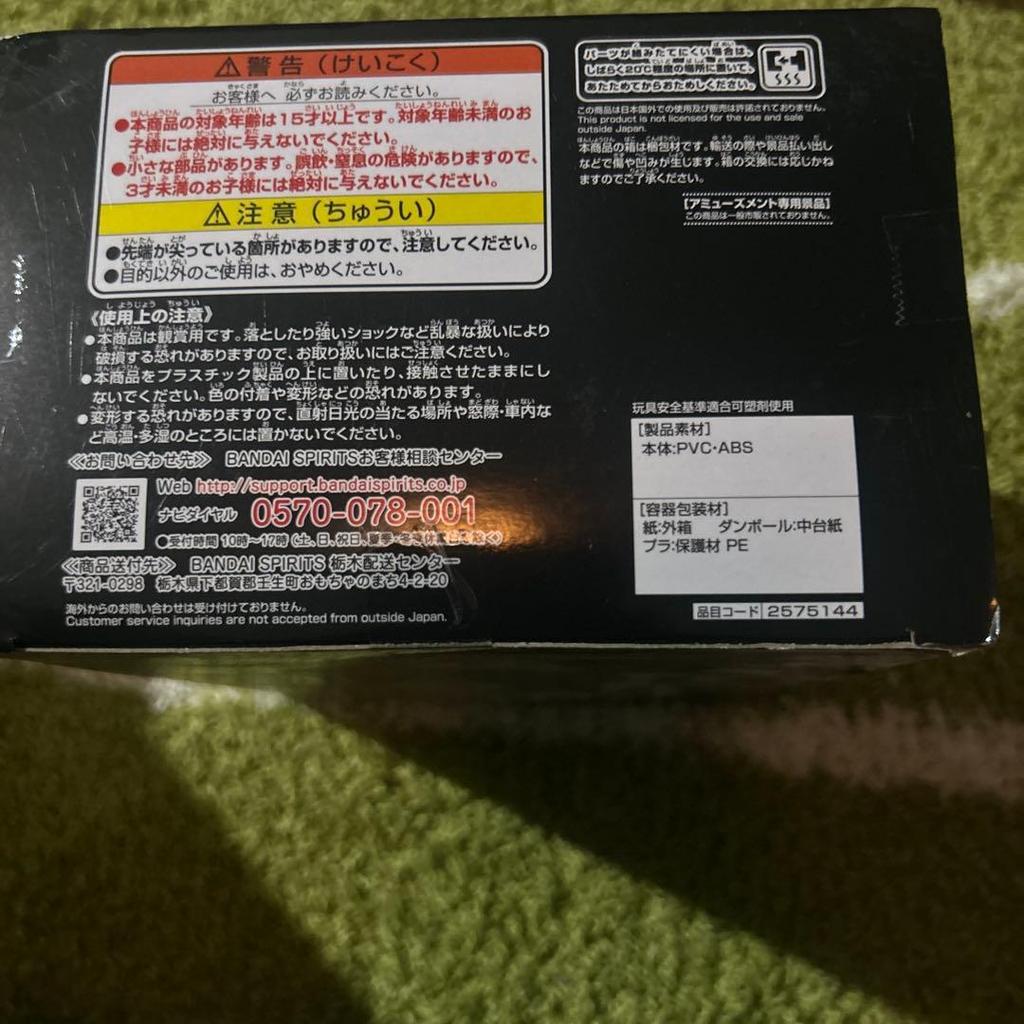 ⚠警告（けいこく）
お客様へ 必ずお読みください。
●本商品の対象年齢は15才以上です。対象年齢未満のお
子様には絶対に与えないでください。
●小さな部品があります。誤飲・窒息の危険がありますので、
3才未満のお子様には絶対に与えないでください。
⚠注意（ちゅうい）
●先端が尖っている箇所がありますので、注意してください。
●目的以外のご使用は、おやめください。
《使用上の注意》
●本商品は観賞用です。落としたり強いショックなど乱暴な扱いにより
破損する恐れがありますので、お取り扱いにはご注意ください。
●本商品をプラスチック製品の上に置いたり、接触させたままにし
ないでください。色の付着や変形などの恐れがあります。
●変形する恐れがありますので、直射日光の当たる場所や窓際・車内な
ど高温・多湿のところには置かないでください。
≪お問い合わせ先≫ BANDAI SPIRITSお客様相談センター
Web http://support.bandaispirits.co.jp
ナビダイヤル 0570-078-001
●受付時間 10時～17時（土、日、祝日、夏季・冬季休業日を除く）
≪商品送付先≫ BANDAI SPIRITS 栃木配送センター
〒321-0298 栃木県下都賀郡壬生町おもちゃのまち4-2-20
海外からのお問い合わせは受け付けておりません。
Customer service inquiries are not accepted from outside Japan.
パーツが組みたてにくい場合は、
しばらく20℃程度の場所に置いて、
あたためてからおためしください。
この商品は日本国外での使用及び販売は許諾されておりません。
This product is not licensed for the use and sale
outside Japan.
本商品の箱は梱包材です。輸送の際や景品払い出し
などで傷や凹みが生じます。箱の交換には応じかね
ますのでご了承ください。
［アミューズメント専用景品］
この商品は一般市販されておりません。
玩具安全基準適合可塑剤使用
［製品素材］
本体:PVC・ABS
［容器包装材］
紙:外箱 ダンボール:中台紙
プラ:保護材 PE
品目コード 2575144